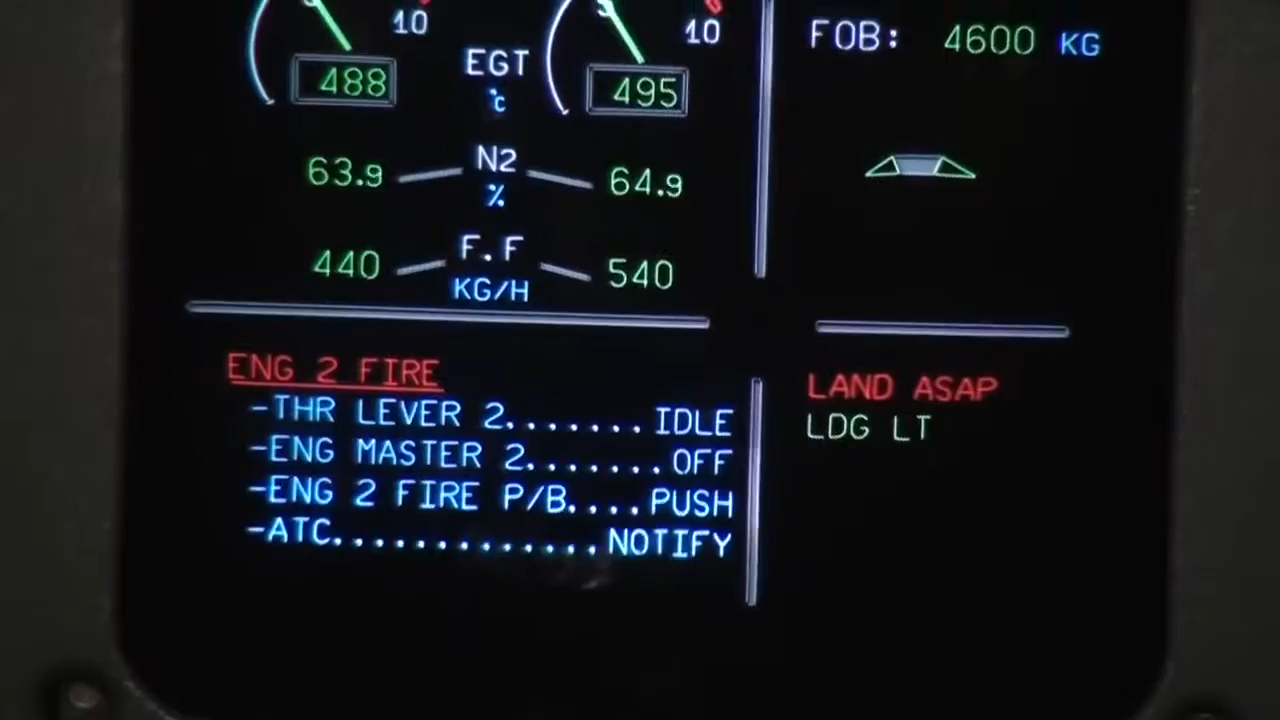 10 10
FOB: 4600 KG
488 EGT 495
°C
63.9 N2 64.9
%
440 F.F 540
KG/H
ENG 2 FIRE
-THR LEVER 2.......IDLE
-ENG MASTER 2.......OFF
-ENG 2 FIRE P/B....PUSH
-ATC.............NOTIFY
LAND ASAP
LDG LT